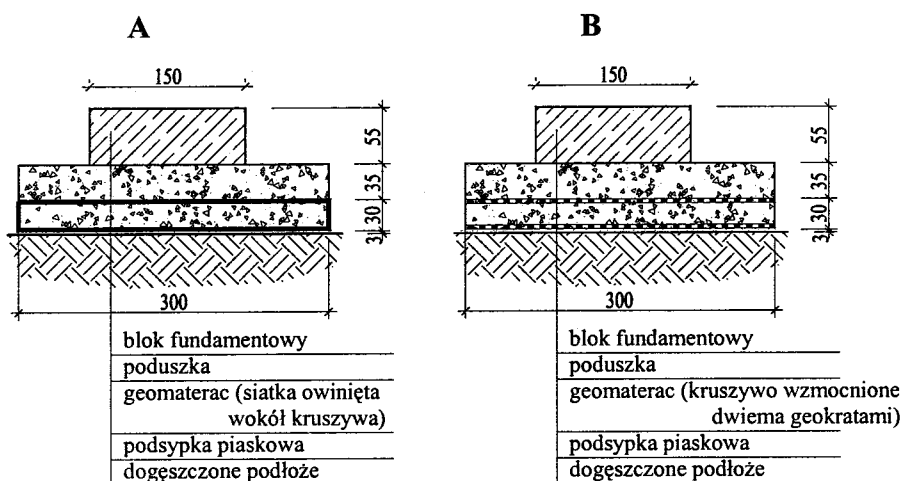 A
150
55
35
30
3
300
blok fundamentowy
poduszka
geomaterac (siatka owinięta
wokół kruszywa)
podsypka piaskowa
dogęszczone podłoże
B
150
55
35
30
3
300
blok fundamentowy
poduszka
geomaterac (kruszywo wzmocnione
dwiema geokratami)
podsypka piaskowa
dogęszczone podłoże